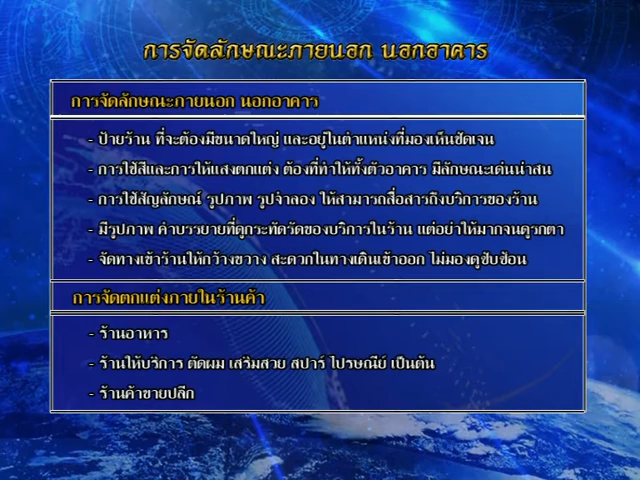 การจัดลักษณะภายนอก นอกอาคาร
การจัดลักษณะภายนอก นอกอาคาร
- ป้ายร้าน ที่จะต้องมีขนาดใหญ่ และอยู่ในตำแหน่งที่มองเห็นชัดเจน
- การใช้สีและการให้แสงตกแต่ง ต้องที่ทำให้ทั้งตัวอาคาร มีลักษณะเด่นน่าสน
- การใช้สัญลักษณ์ รูปภาพ รูปจำลอง ให้สามารถสื่อสารถึงบริการของร้าน
- มีรูปภาพ คำบรรยายที่ดูกระทัดรัดของบริการในร้าน แต่อย่าให้มากจนดูรกตา
- จัดทางเข้าร้านให้กว้างขวาง สะดวกในทางเดินเข้าออก ไม่มองดูซับซ้อน
การจัดตกแต่งภายในร้านค้า
- ร้านอาหาร
- ร้านให้บริการ ตัดผม เสริมสวย สปาร์ ไปรษณีย์ เป็นต้น
- ร้านค้าขายปลีก